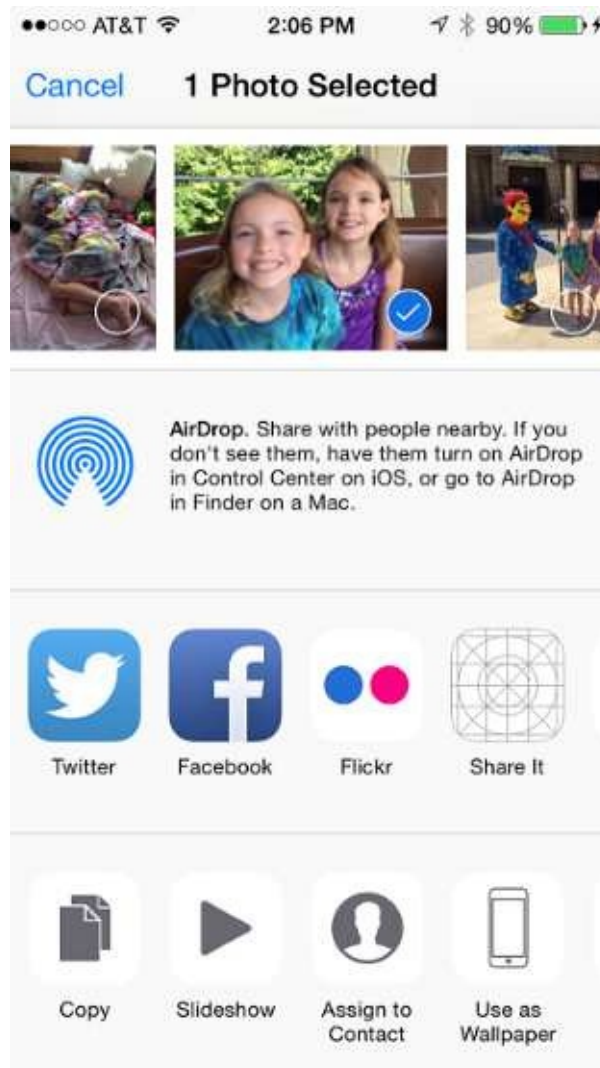 AT&T 2:06 PM 90%
Cancel 1 Photo Selected
AirDrop. Share with people nearby. If you
don't see them, have them turn on AirDrop
in Control Center on iOS, or go to AirDrop
in Finder on a Mac.
Twitter Facebook Flickr Share It
Copy Slideshow Assign to
Contact Use as
Wallpaper